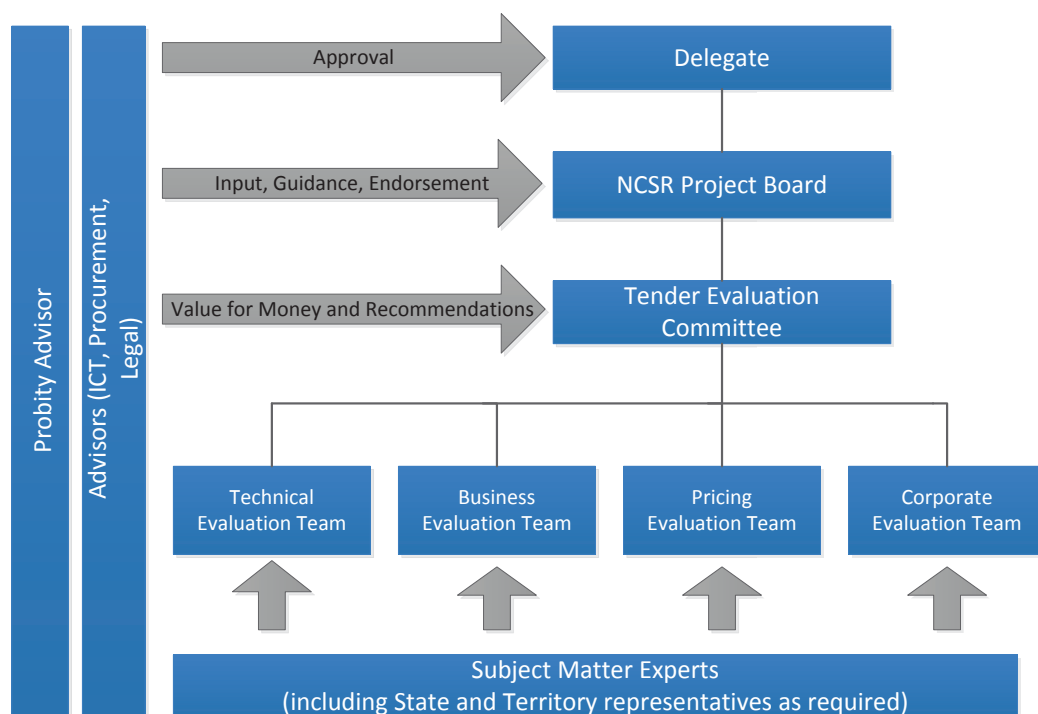 Probity Advisor
Advisors (ICT, Procurement,
Legal)
Approval
Delegate
Input, Guidance, Endorsement
NCSR Project Board
Value for Money and Recommendations
Tender Evaluation
Committee
Technical
Evaluation Team
Business
Evaluation Team
Pricing
Evaluation Team
Corporate
Evaluation Team
Subject Matter Experts
(including State and Territory representatives as required)